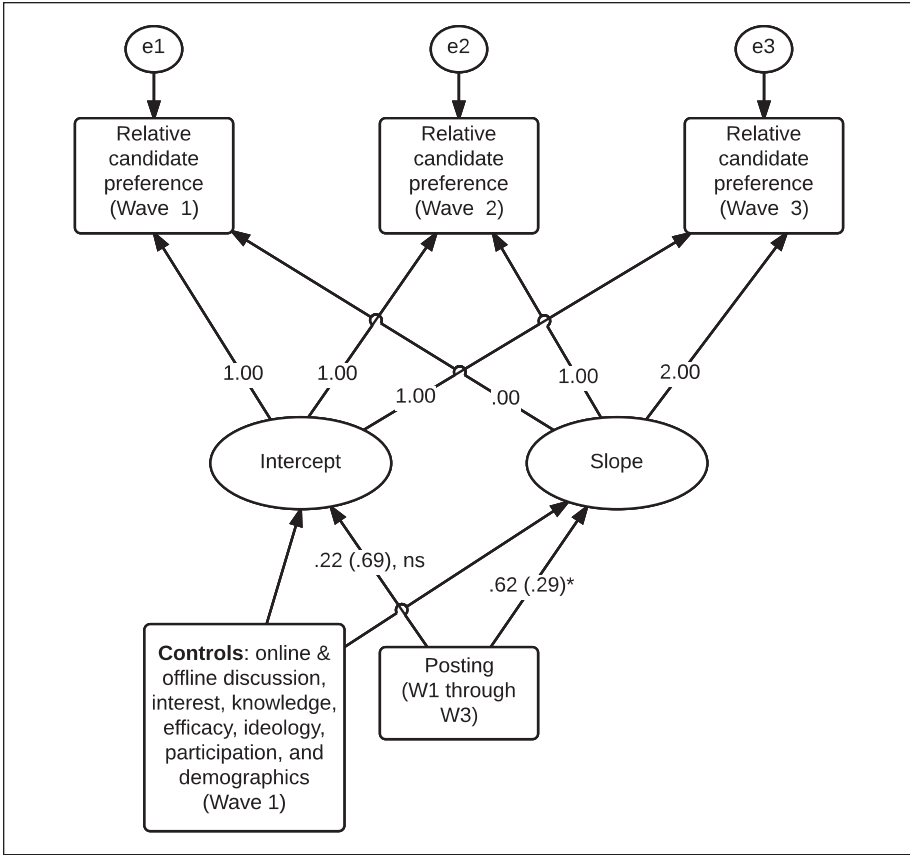 e1
e2
e3
Relative
candidate
preference
(Wave 1)
Relative
candidate
preference
(Wave 2)
Relative
candidate
preference
(Wave 3)
1.00
1.00
1.00
.00
1.00
2.00
Intercept
Slope
.22 (.69), ns
.62 (.29)*
Controls: online &
offline discussion,
interest, knowledge,
efficacy, ideology,
participation, and
demographics
(Wave 1)
Posting
(W1 through
W3)